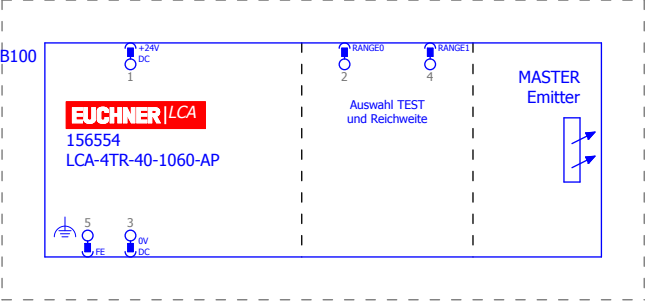 B100
+24V
DC
1
RANGE0
2
RANGE1
4
MASTER
Emitter
EUCHNER LCA
Auswahl TEST
und Reichweite
156554
LCA-4TR-40-1060-AP
5
FE
3
0V
DC